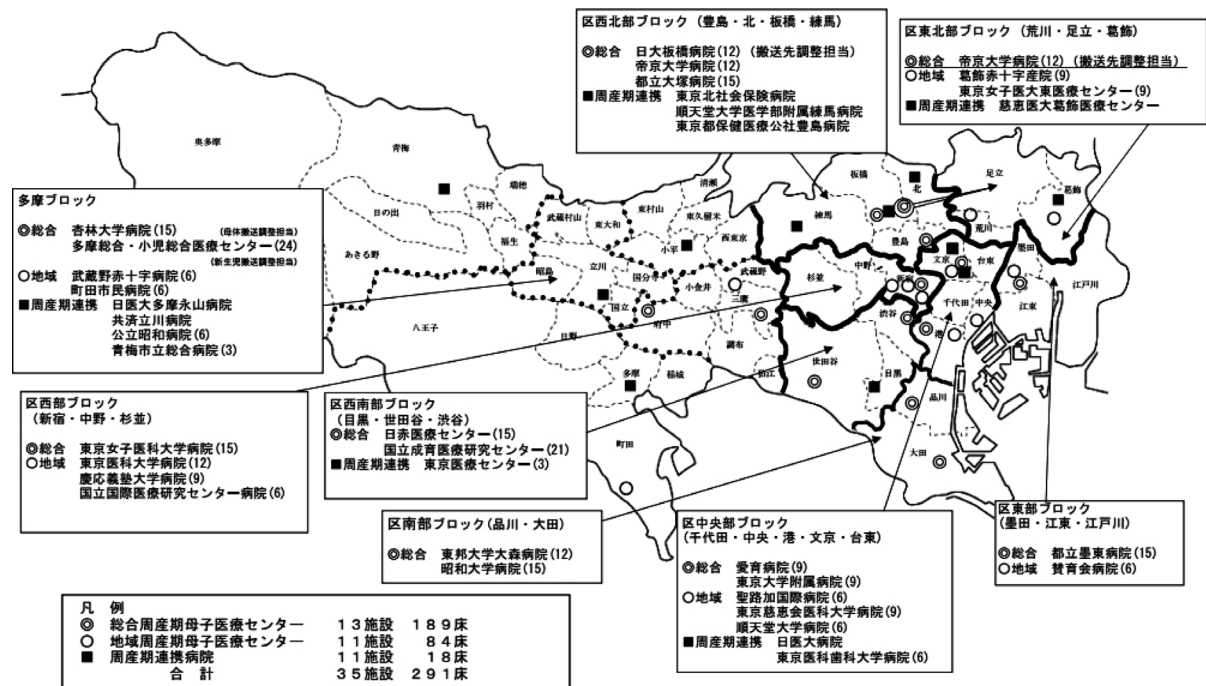 区西北部ブロック(豊島・北・板橋・練馬)
◎総合 日大板橋病院(12)(搬送先調整担当)
帝京大学病院(12)
都立大塚病院(15)
■周産期連携 東京北社会保険病院
順天堂大学医学部附属練馬病院
東京都保健医療公社豊島病院
区東北部ブロック(荒川・足立・葛飾)
◎総合 帝京大学病院(12)(搬送先調整担当)
○地域 葛飾赤十字産院(9)
東京女子医大東医療センター(9)
■周産期連携 慈恵医大葛飾医療センター
多摩ブロック
◎総合 杏林大学病院(15) (母体搬送調整担当)
多摩総合・小児総合医療センター(24)
(新生児搬送調整担当)
○地域 武蔵野赤十字病院(6)
町田市民病院(6)
■周産期連携 日医大多摩永山病院
共済立川病院
公立昭和病院(6)
青梅市立総合病院(3)
奥多摩
青梅
瑞穂
羽村
日の出
福生
あきる野
武蔵村山
東大和
東村山
清瀬
東久留米
小平
西東京
昭島
立川
国分寺
小金井
武蔵野
三鷹
国立
府中
八王子
日野
調布
狛江
多摩
稲城
町田
板橋
北
足立
葛飾
練馬
豊島
荒川
文京
台東
墨田
中野
杉並
新宿
千代田
中央
江東
江戸川
渋谷
港
世田谷
目黒
品川
大田
区西部ブロック
(新宿・中野・杉並)
◎総合 東京女子医科大学病院(15)
○地域 東京医科大学病院(12)
慶応義塾大学病院(9)
国立国際医療研究センター病院(6)
区西南部ブロック
(目黒・世田谷・渋谷)
◎総合 日赤医療センター(15)
国立成育医療研究センター(21)
■周産期連携 東京医療センター(3)
区南部ブロック(品川・大田)
◎総合 東邦大学大森病院(12)
昭和大学病院(15)
区中央部ブロック
(千代田・中央・港・文京・台東)
◎総合 愛育病院(9)
東京大学附属病院(9)
○地域 聖路加国際病院(6)
東京慈恵会医科大学病院(9)
順天堂大学病院(6)
■周産期連携 日医大病院
東京医科歯科大学病院(6)
区東部ブロック
(墨田・江東・江戸川)
◎総合 都立墨東病院(15)
○地域 賛育会病院(6)
凡 例
◎ 総合周産期母子医療センター 13施設 189床
○ 地域周産期母子医療センター 11施設 84床
■ 周産期連携病院 11施設 18床
合 計 35施設 291床